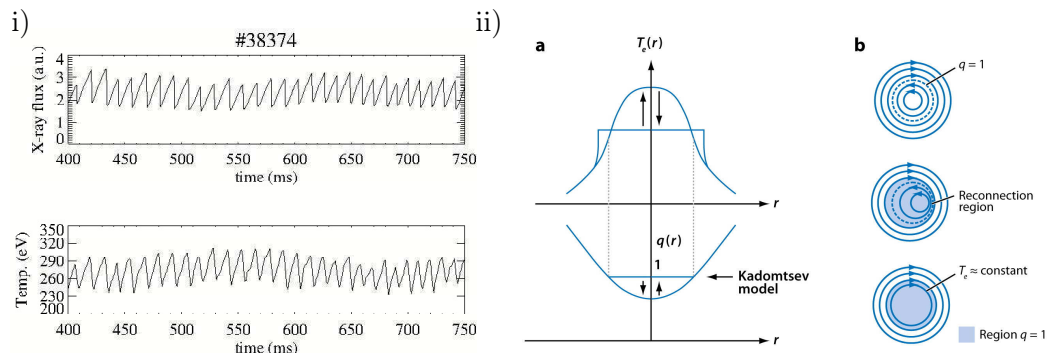 i)
#38374
X-ray flux (a.u.)
4
3
2
1
0
400 450 500 550 600 650 700 750
time (ms)
Temp. (eV)
350
320
290
260
230
200
400 450 500 550 600 650 700 750
time (ms)
ii)
a
Te(r)
r
q(r)
1
Kadomtsev
model
r
b
q = 1
Reconnection
region
Te ≈ constant
Region q = 1